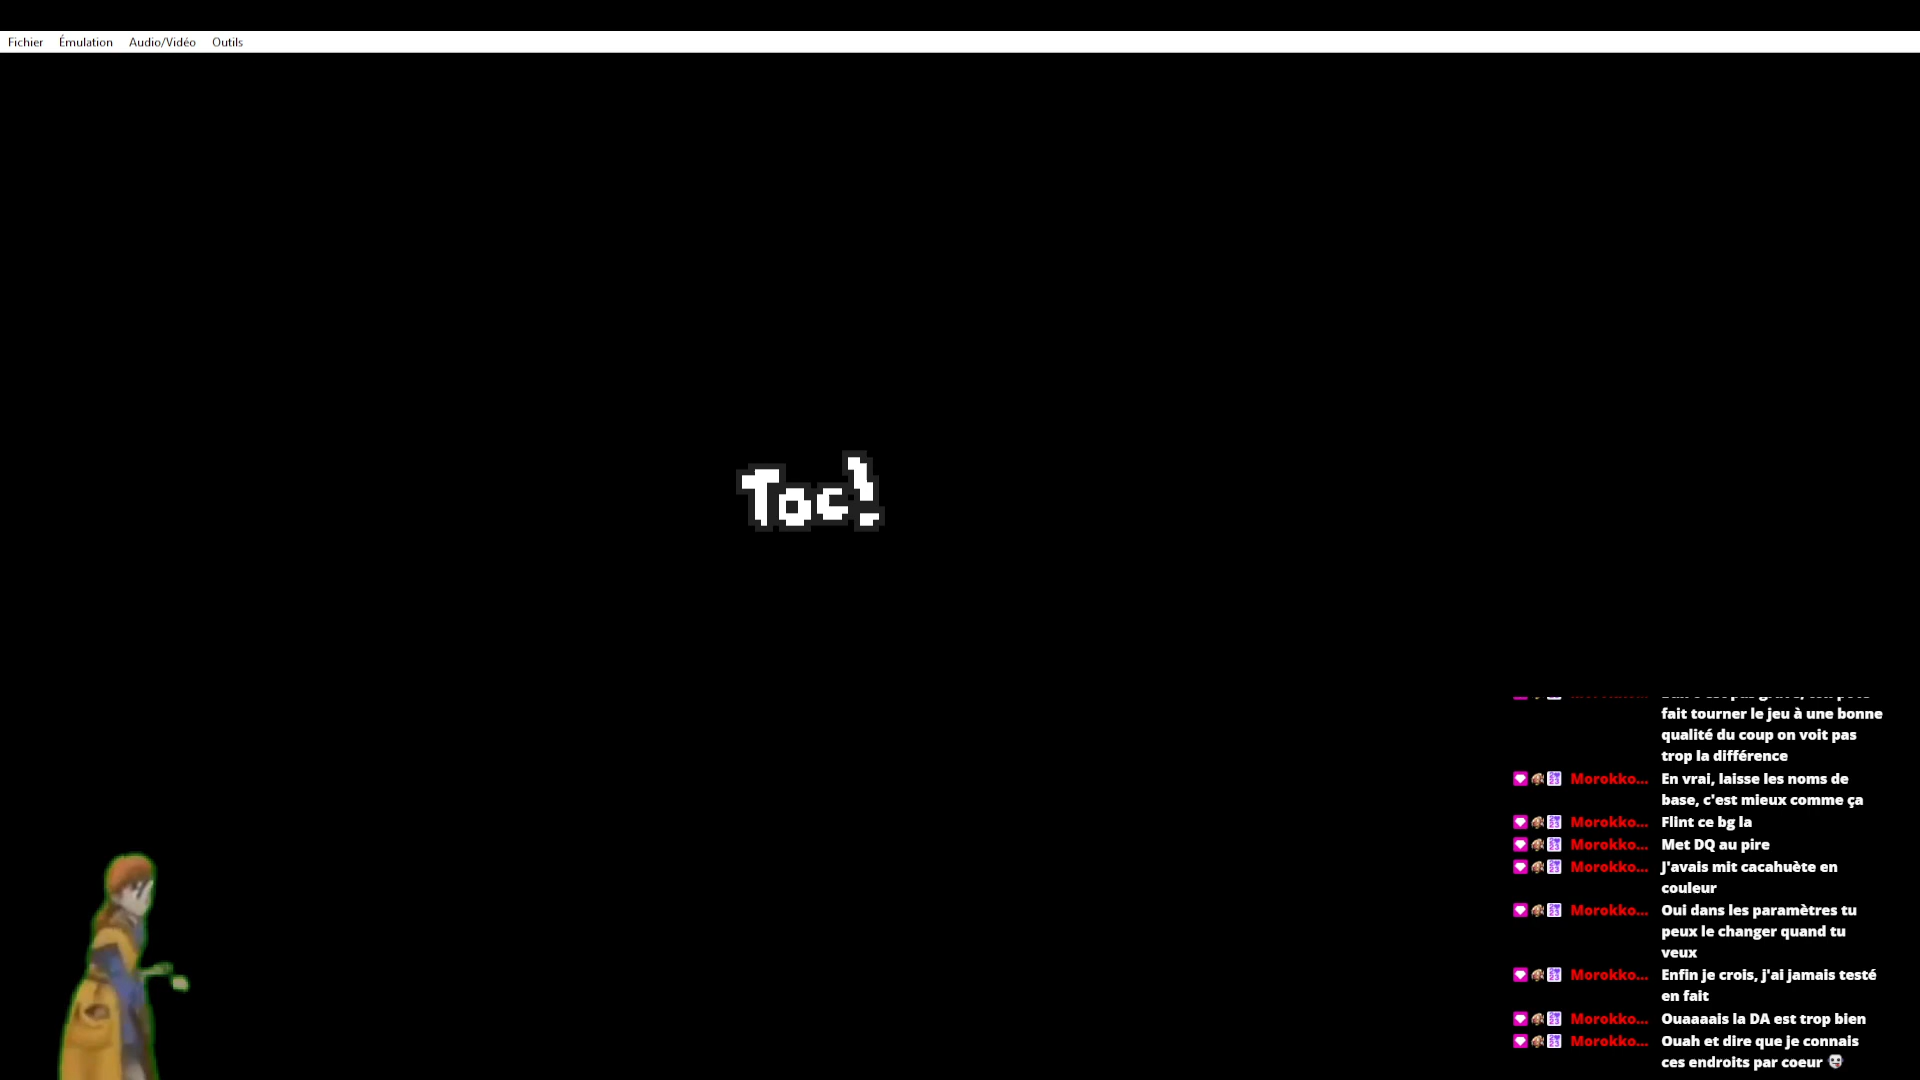 Fichier Émulation Audio/Vidéo Outils
Toc!
fait tourner le jeu à une bonne
qualité du coup on voit pas
trop la différence
Morokko... En vrai, laisse les noms de
base, c'est mieux comme ça
Morokko... Flint ce bg la
Morokko... Met DQ au pire
Morokko... J'avais mit cacahuète en
couleur
Morokko... Oui dans les paramètres tu
peux le changer quand tu
veux
Morokko... Enfin je crois, j'ai jamais testé
en fait
Morokko... Ouaaaais la DA est trop bien
Morokko... Ouah et dire que je connais
ces endroits par coeur